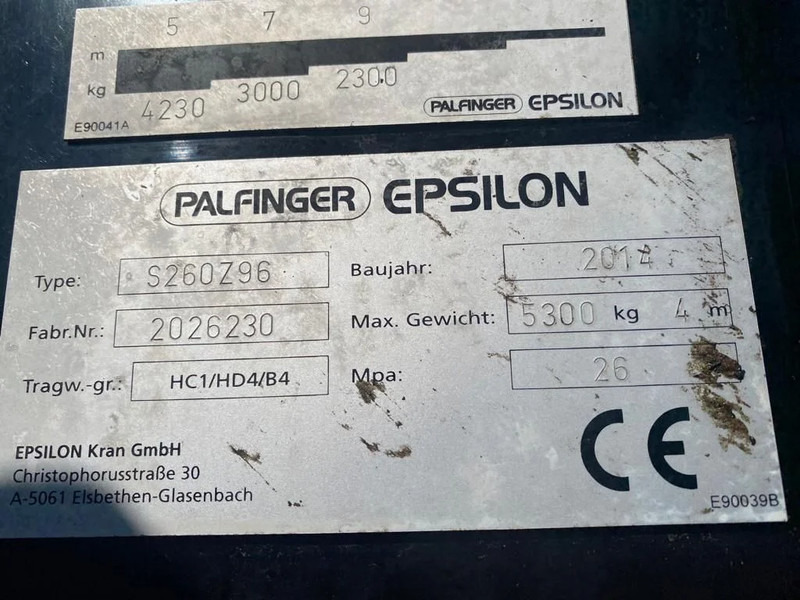 5 7 9
m
kg 4230 3000 2300
E90041A PALFINGER EPSILON
PALFINGER EPSILON
Type: S260Z96 Baujahr: 2014
Fabr.Nr.: 2026230 Max. Gewicht: 5300 kg 4 m
Tragw.-gr.: HC1/HD4/B4 Mpa: 26
EPSILON Kran GmbH
Christophorusstraße 30
A-5061 Elsbethen-Glasenbach
CE
E90039B